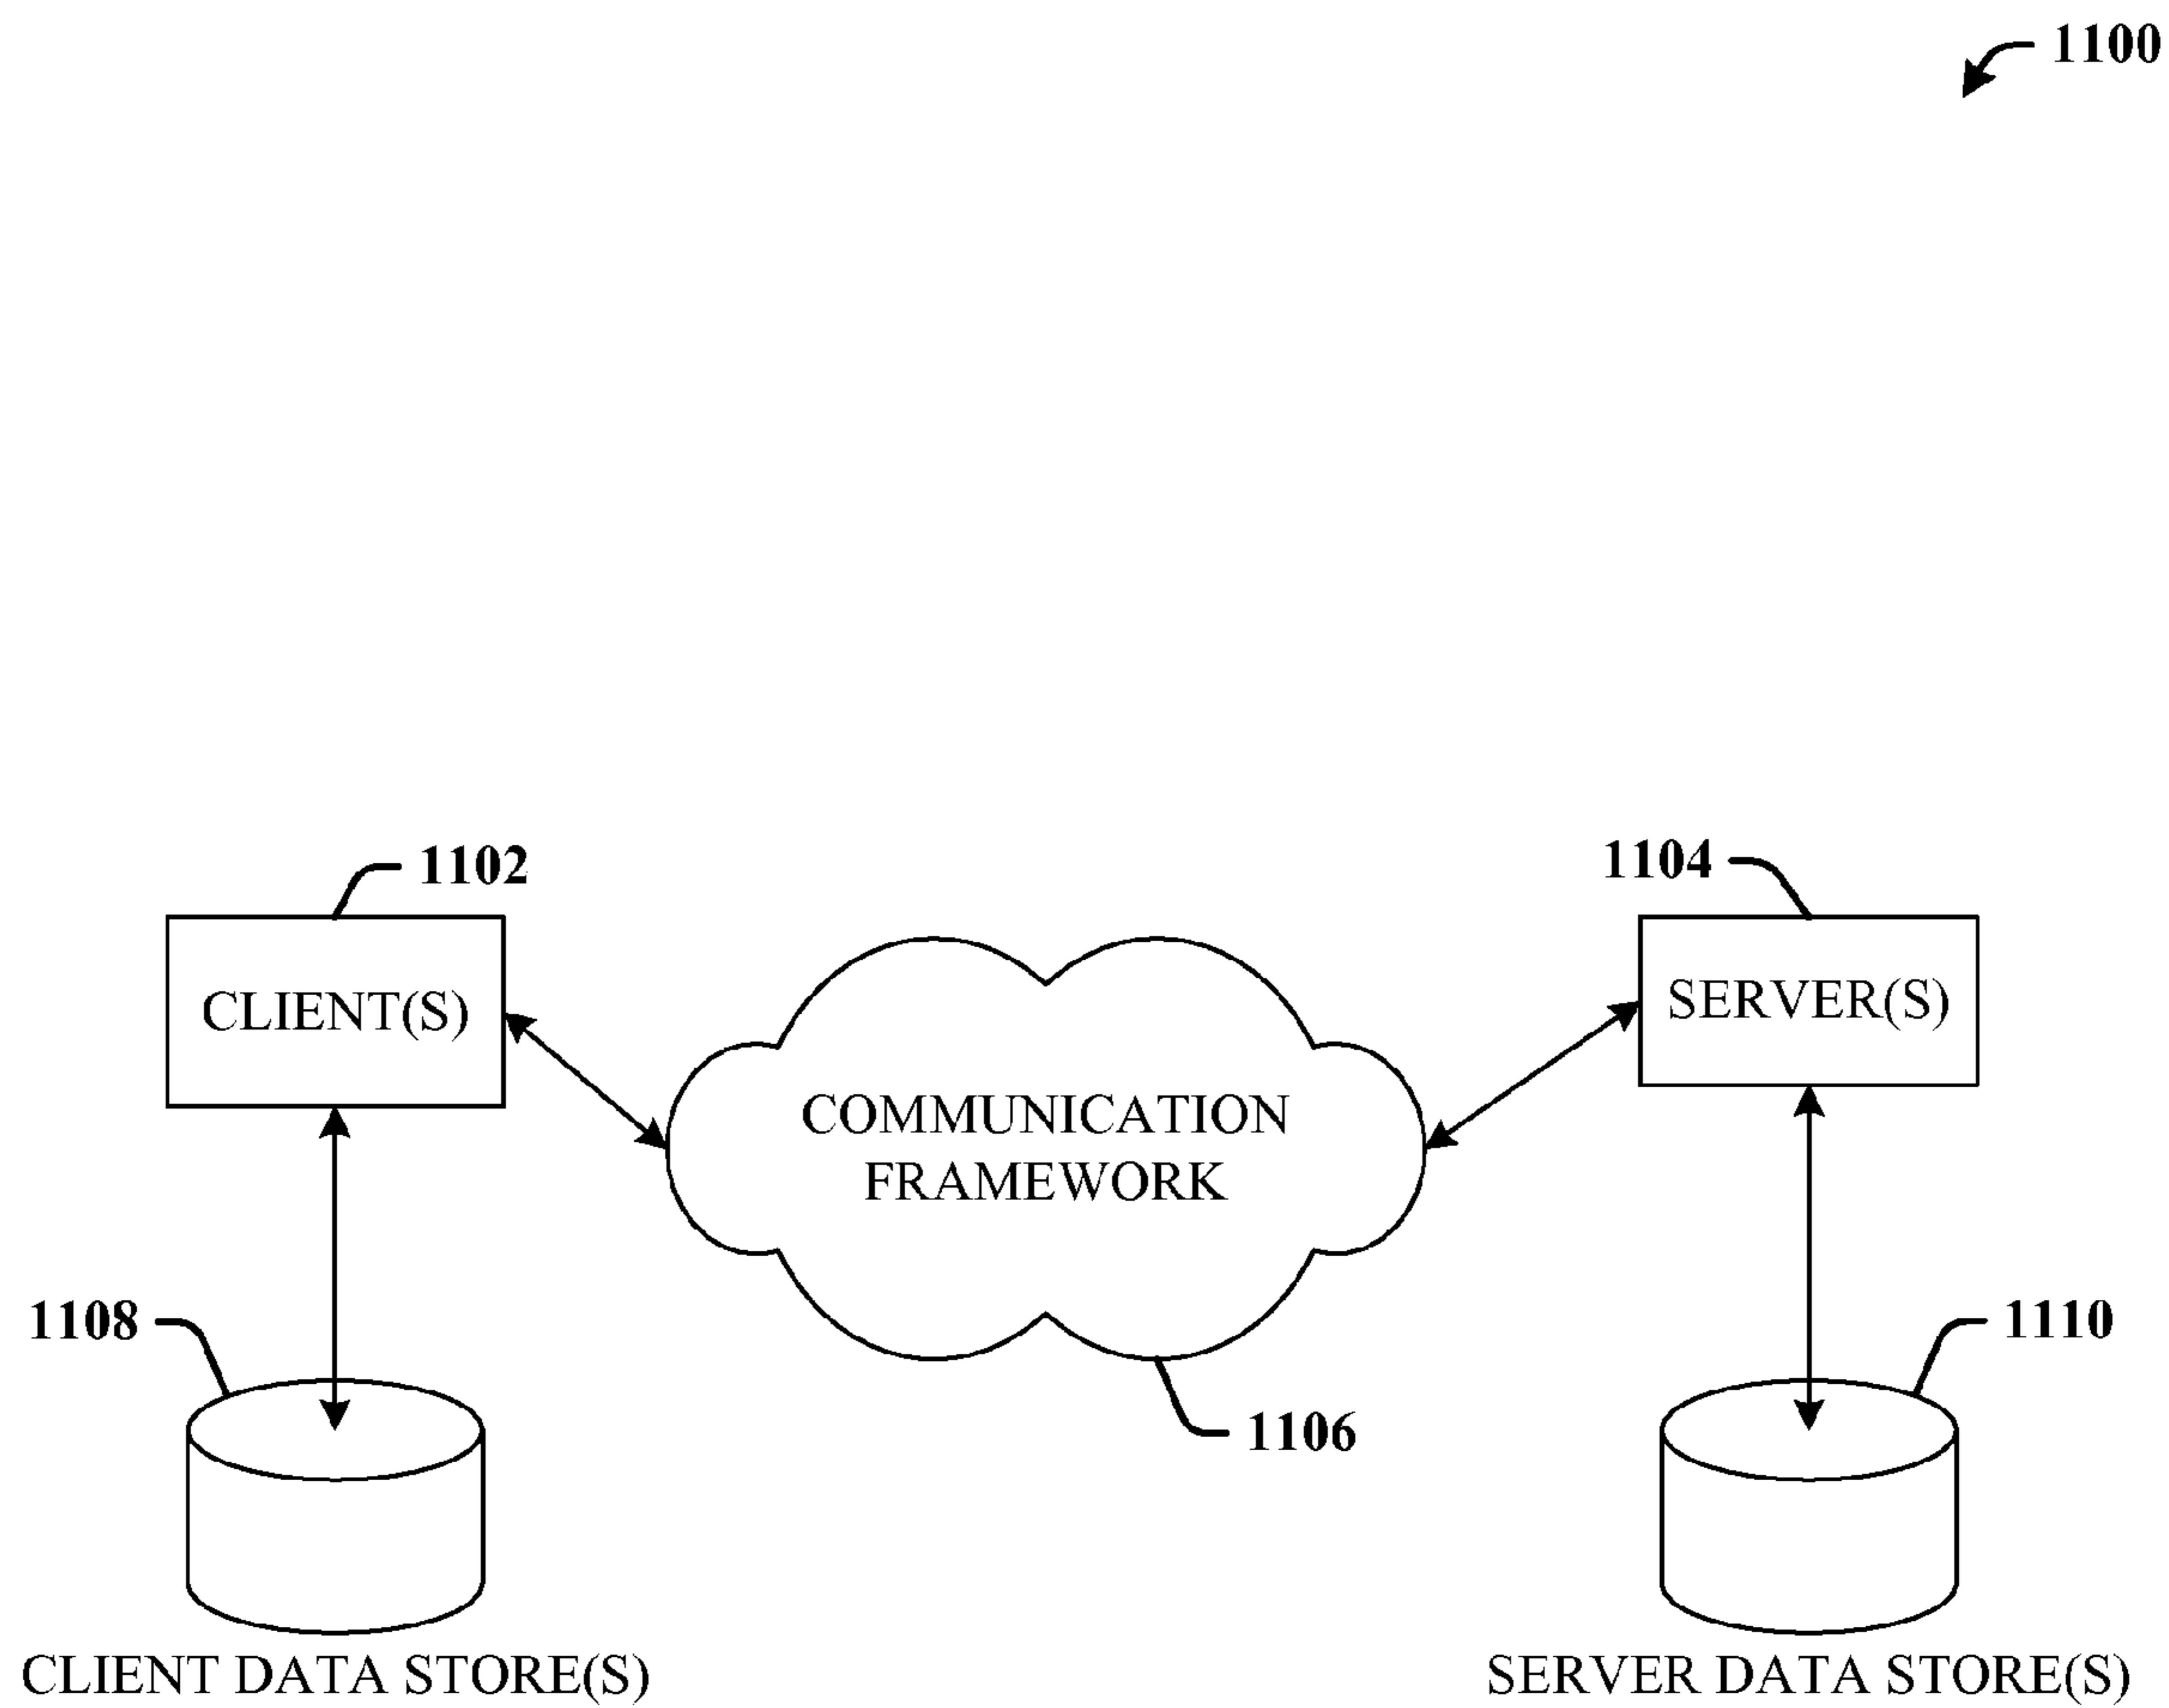 1100
1102
1104
CLIENT(S)
SERVER(S)
COMMUNICATION
FRAMEWORK
1108
1110
1106
CLIENT DATA STORE(S)
SERVER DATA STORE(S)